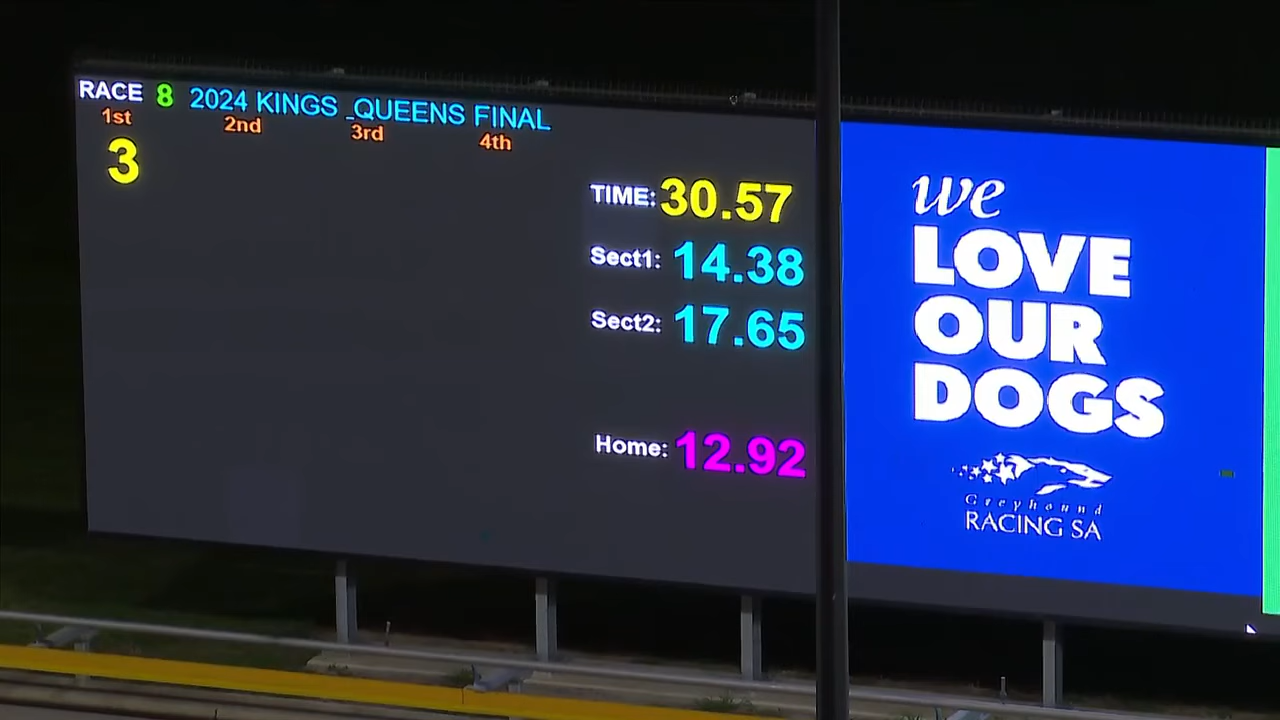 RACE 8 2024 KINGS _QUEENS FINAL
1st 2nd 3rd 4th
3
TIME: 30.57
Sect1: 14.38
Sect2: 17.65
Home: 12.92
we
LOVE
OUR
DOGS
Greyhound
RACING SA